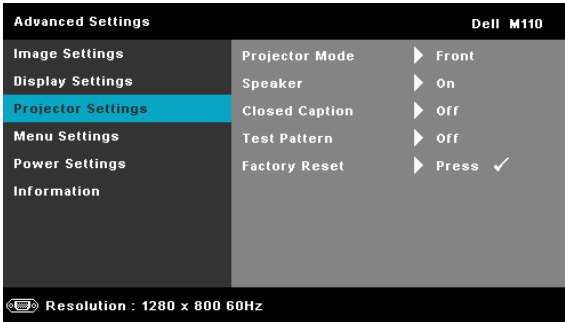 Advanced Settings Dell M110
Image Settings
Display Settings
Projector Settings
Menu Settings
Power Settings
Information
Projector Mode Front
Speaker On
Closed Caption Off
Test Pattern Off
Factory Reset Press
Resolution : 1280 x 800 60Hz